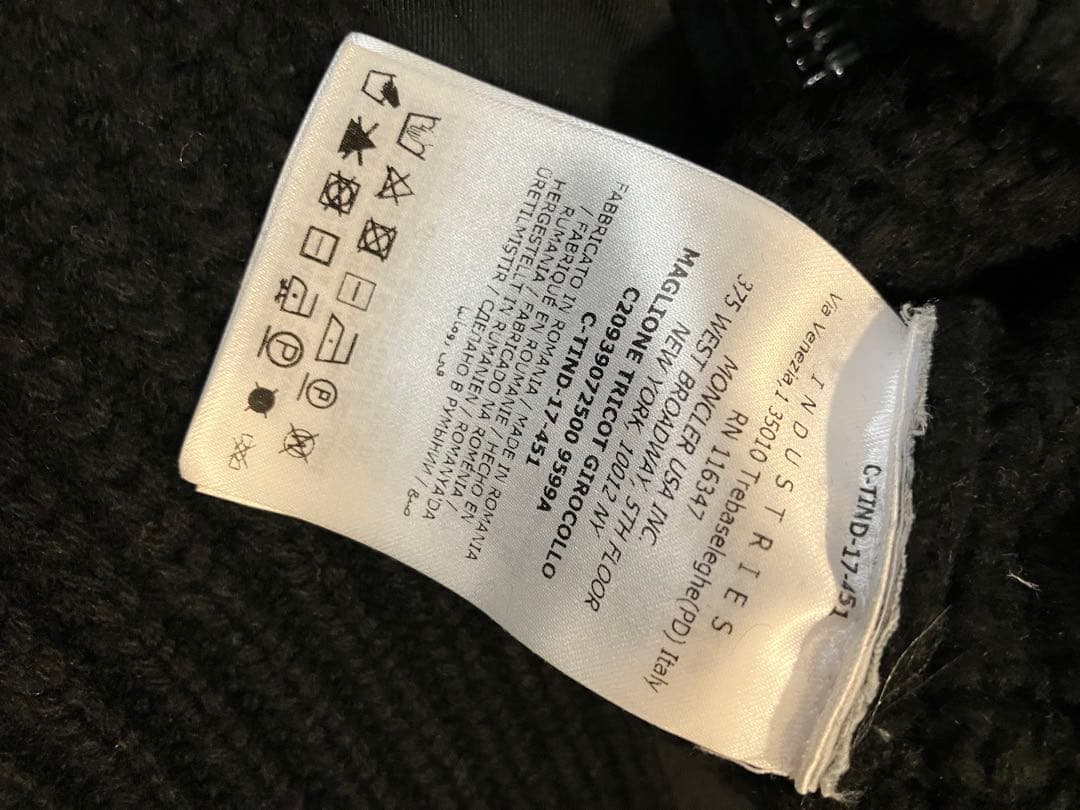 C-TIND-17-451
I N D U S T R I E S
Via Venezia,1 35010 Trebaseleghe(PD) Italy
RN 116347
MONCLER USA INC.
375 WEST BROADWAY, 5TH FLOOR
NEW YORK, 10012 NY
MAGLIONE TRICOT GIROCOLLO
C20939072500 9599A
C-TIND-17-451
FABBRICATO IN ROMANIA / MADE IN ROMANIA
/ FABRIQUÉ EN ROUMANIE / HECHO EN
RUMANIA / FABRICADO NA ROMÉNIA /
HERGESTELLT IN RUMÄNIEN / ROMANYA'DA
ÜRETILMIŞTIR / СДЕЛАНО В РУМЫНИИ /